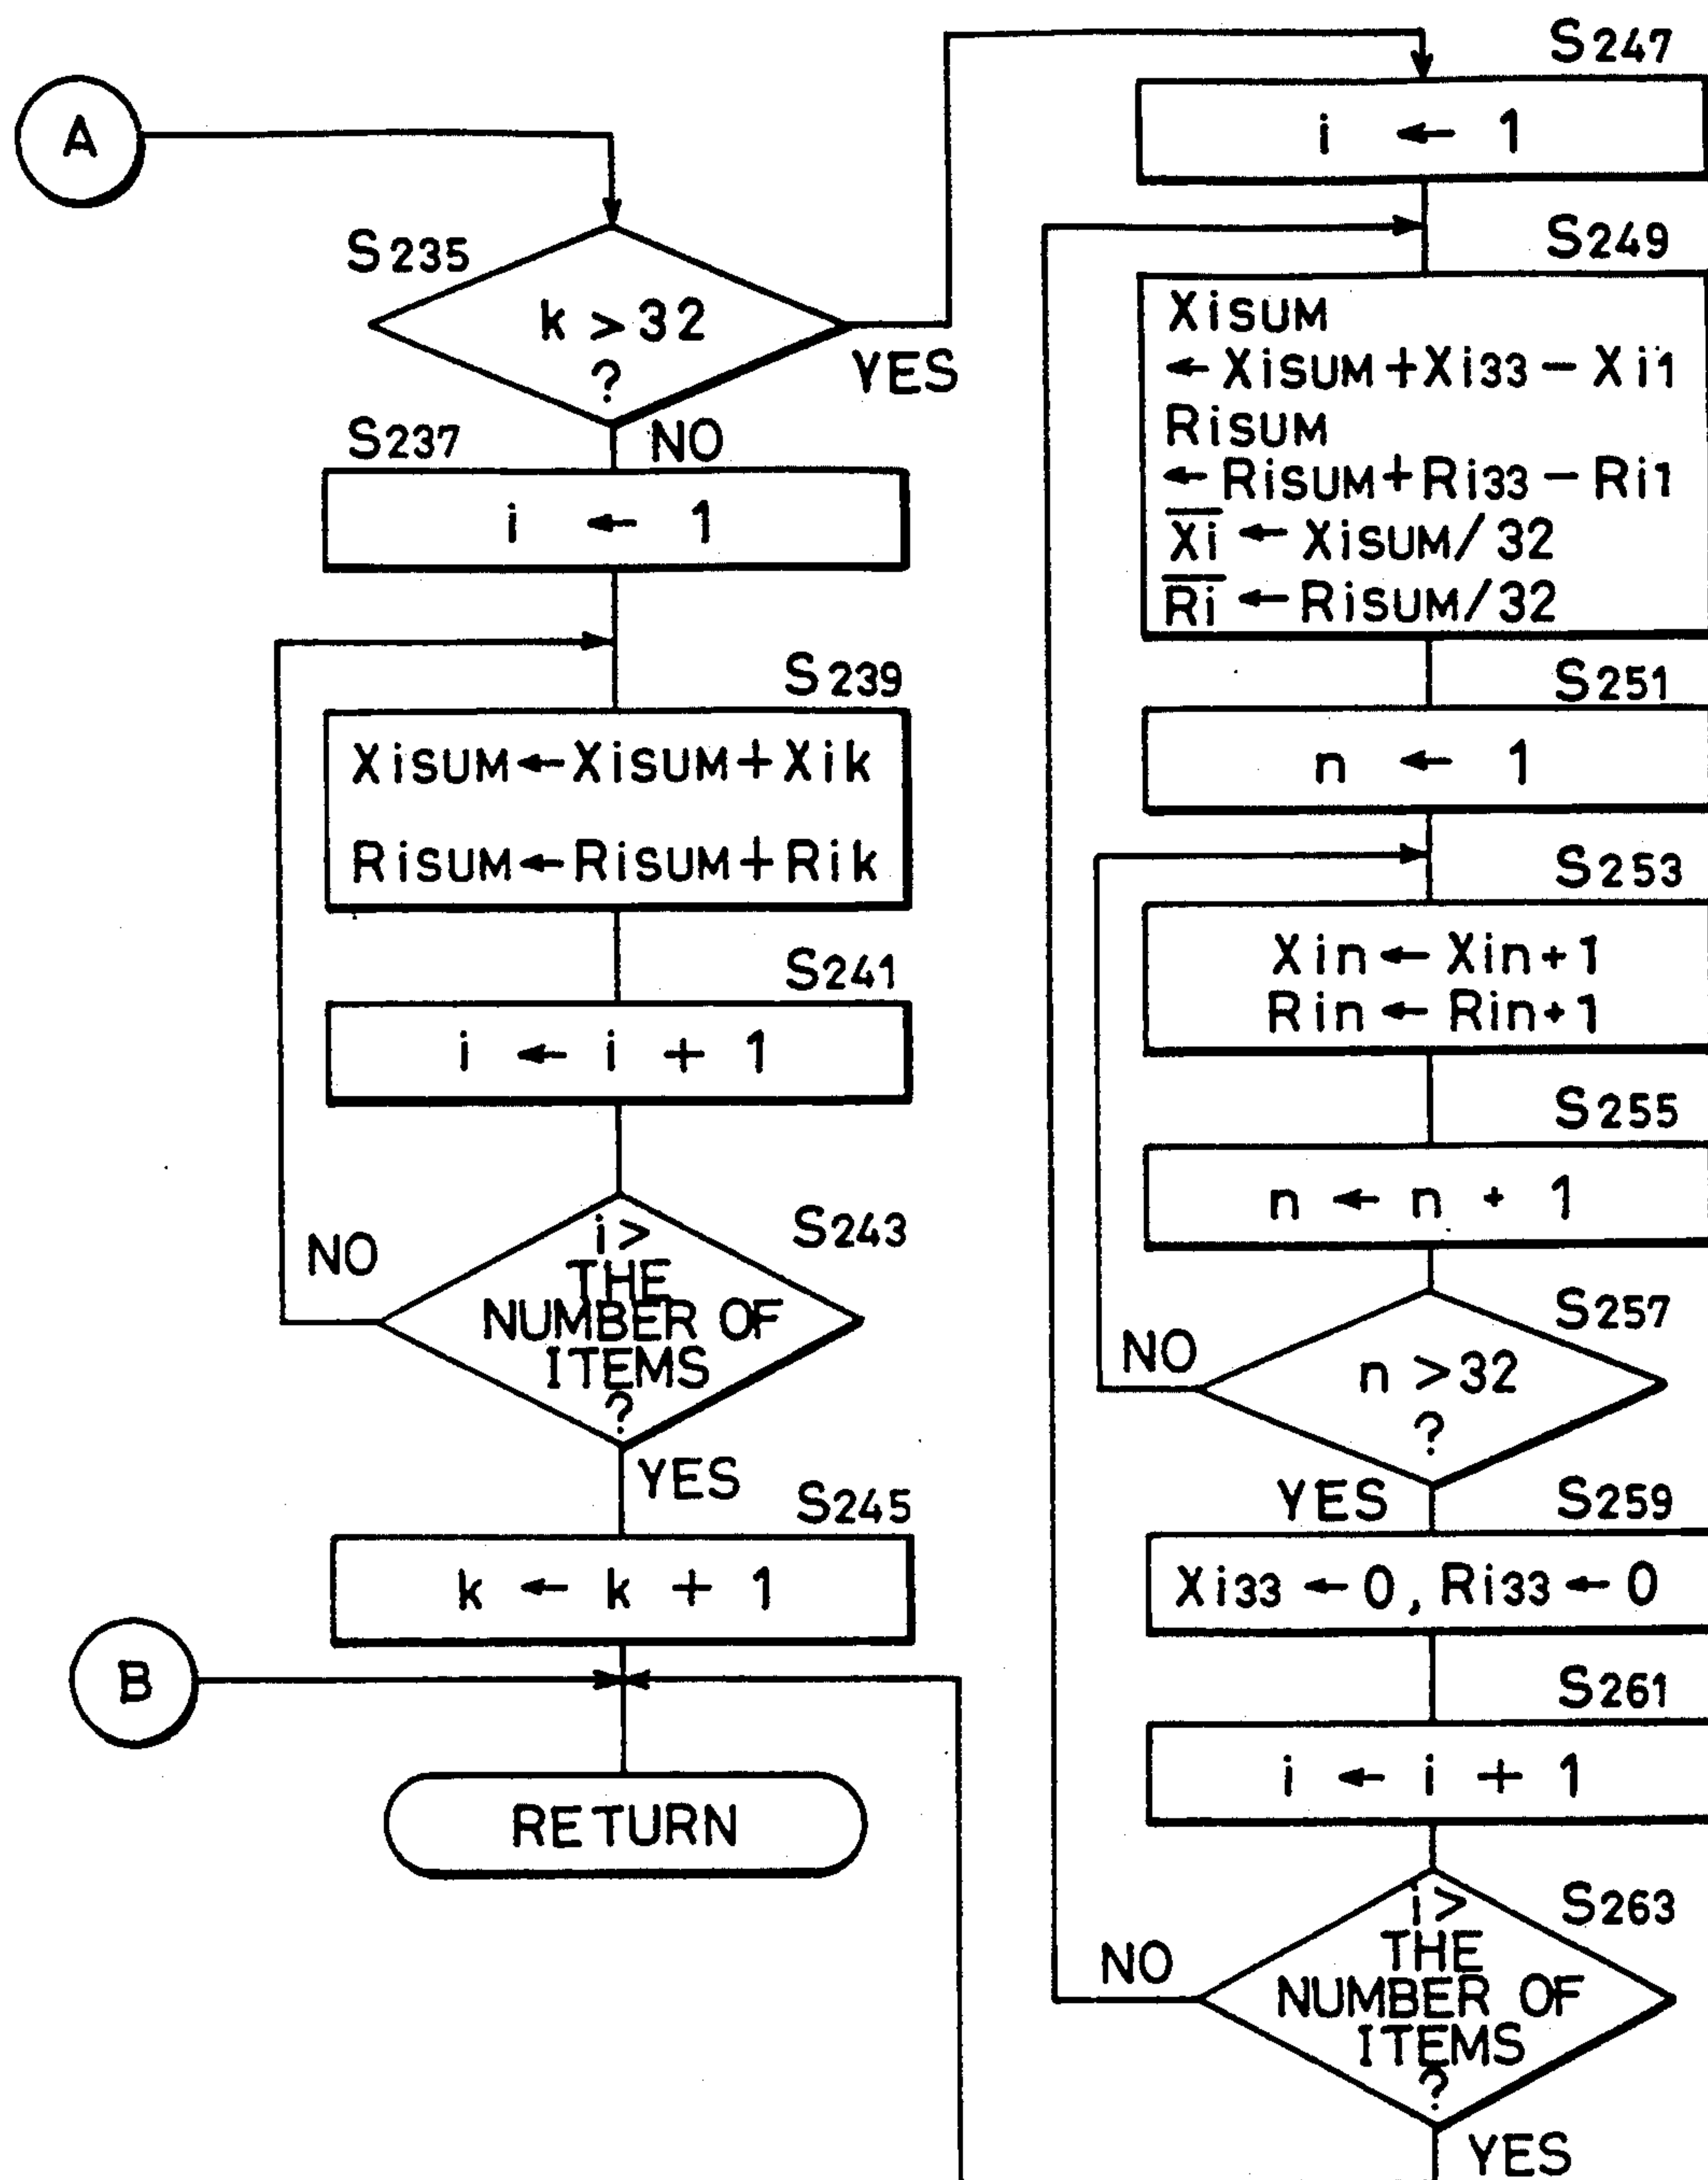 A
S235
k > 32
?
YES
NO
S237
i ← 1
S239
XiSUM←XiSUM+Xik
RiSUM←RiSUM+Rik
S241
i ← i + 1
S243
i >
THE
NUMBER OF
ITEMS
?
NO
YES
S245
k ← k + 1
B
RETURN
S247
i ← 1
S249
XiSUM
←XiSUM+Xi33-Xi1
RiSUM
←RiSUM+Ri33-Ri1
X̅i̅ ← XiSUM/32
R̅i̅ ← RiSUM/32
S251
n ← 1
S253
Xin ← Xin+1
Rin ← Rin+1
S255
n ← n + 1
S257
n > 32
?
NO
YES
S259
Xi33 ← 0, Ri33 ← 0
S261
i ← i + 1
S263
i >
THE
NUMBER OF
ITEMS
?
NO
YES